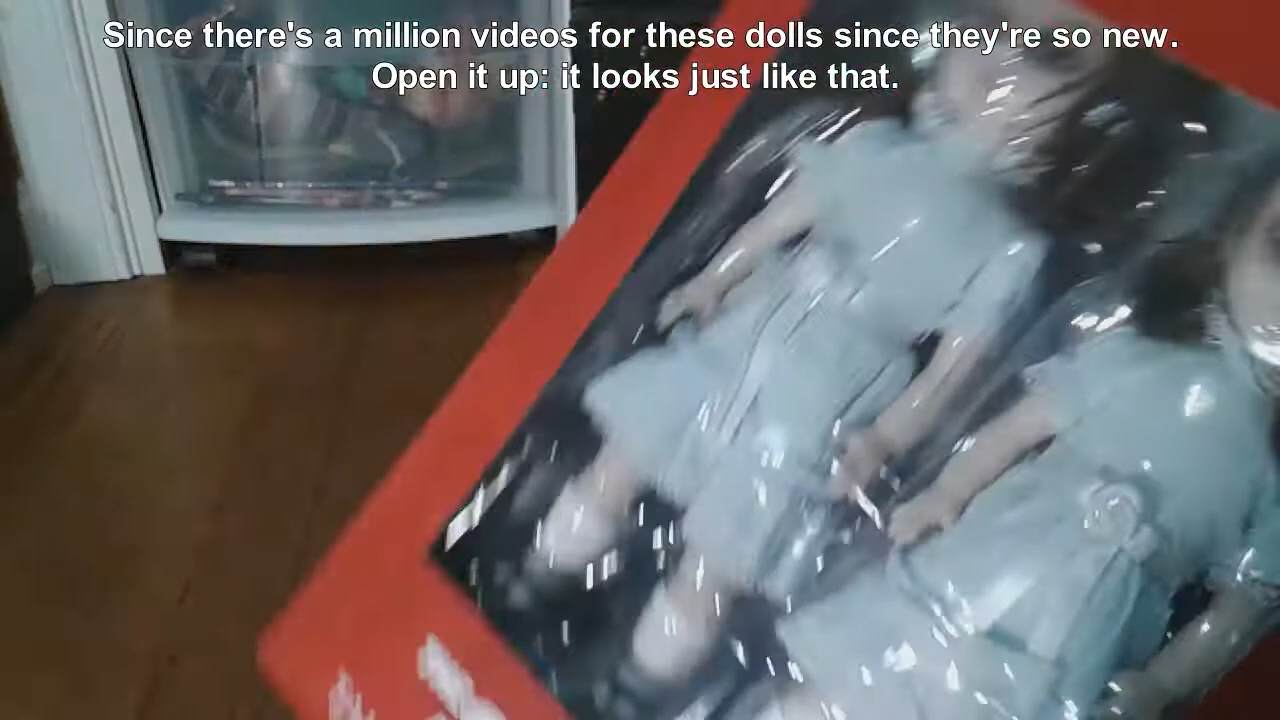 Since there's a million videos for these dolls since they're so new.
Open it up: it looks just like that.